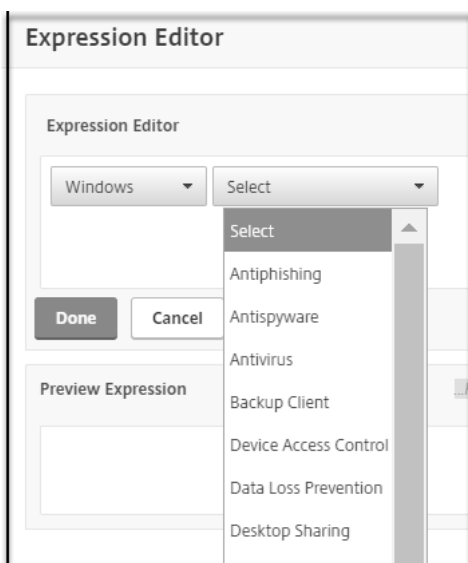 Expression Editor
Expression Editor
Windows Select
Select
Antiphishing
Antispyware
Done Cancel
Antivirus
Preview Expression
Backup Client
Device Access Control
Data Loss Prevention
Desktop Sharing